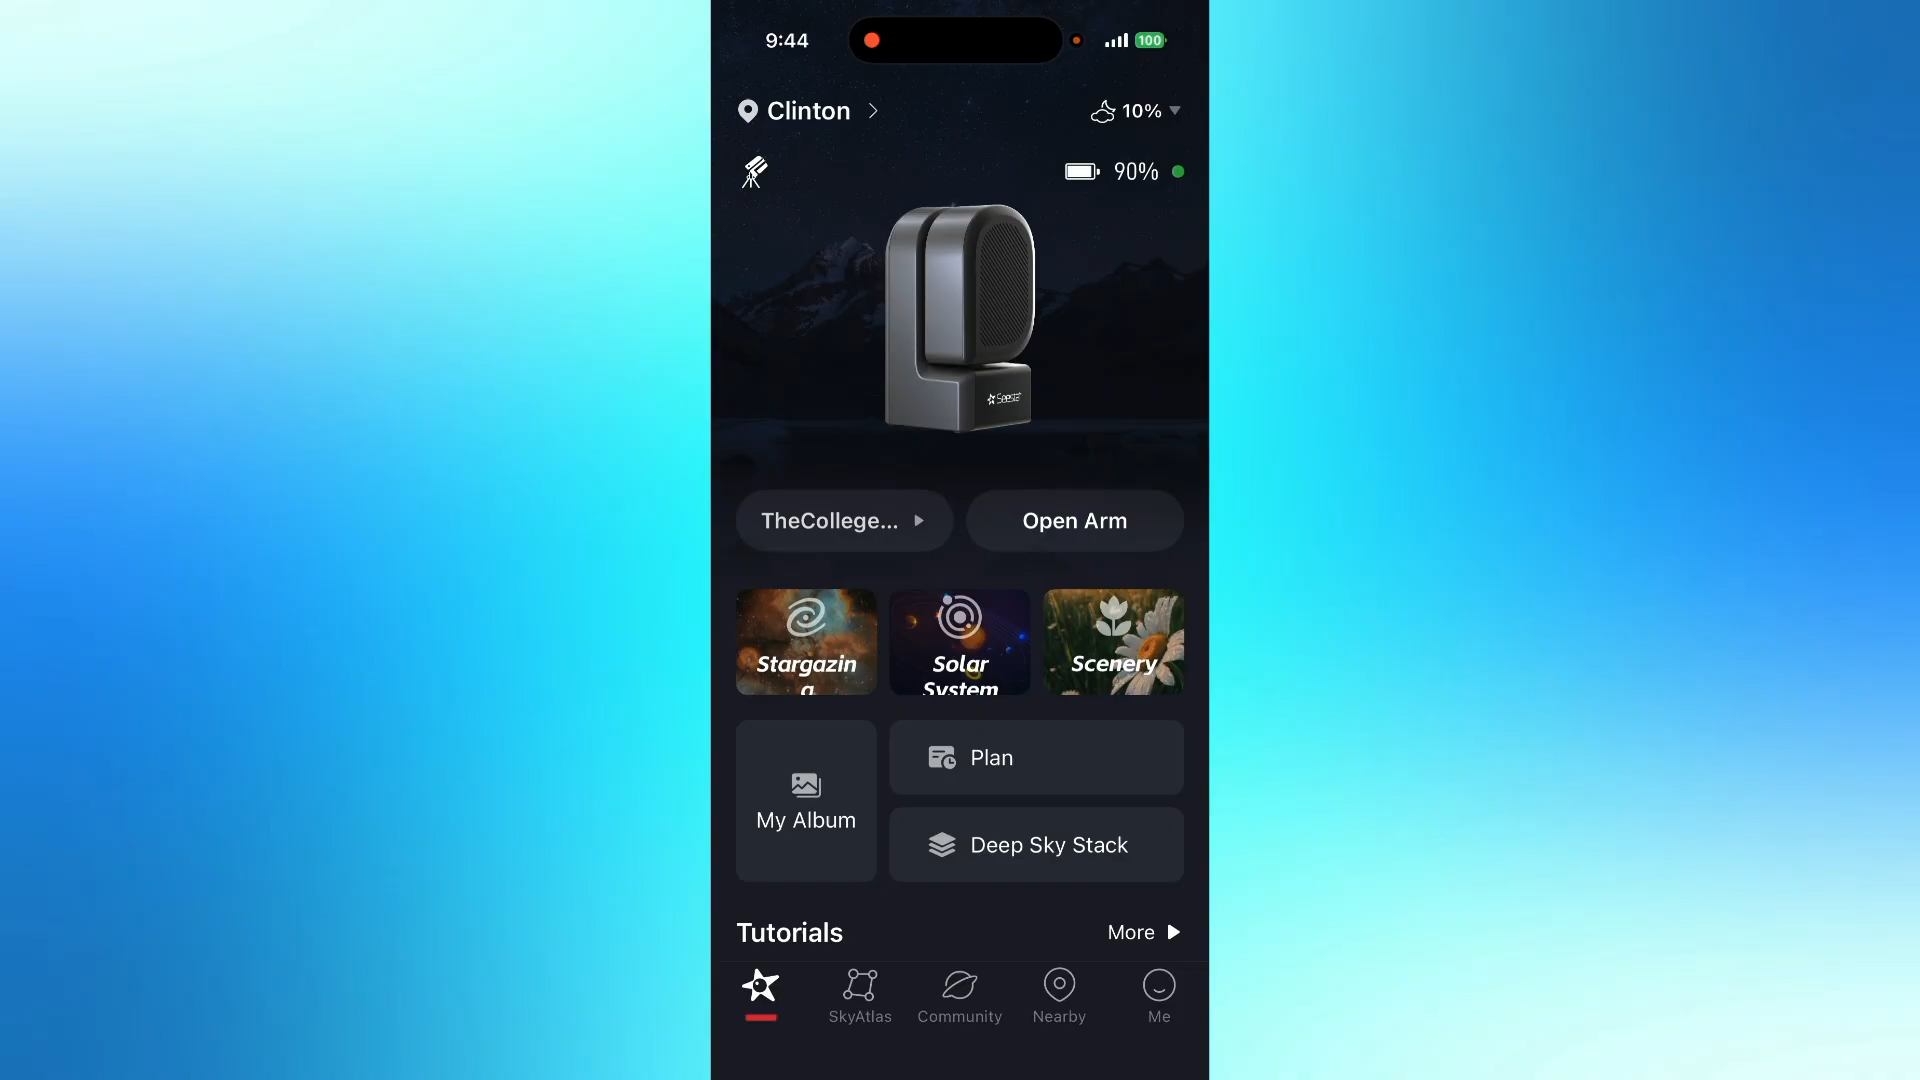 9:44
100
Clinton
10%
90%
Seestar
TheCollege...
Open Arm
Stargazin
g
Solar
System
Scenery
Plan
My Album
Deep Sky Stack
Tutorials
More
SkyAtlas
Community
Nearby
Me